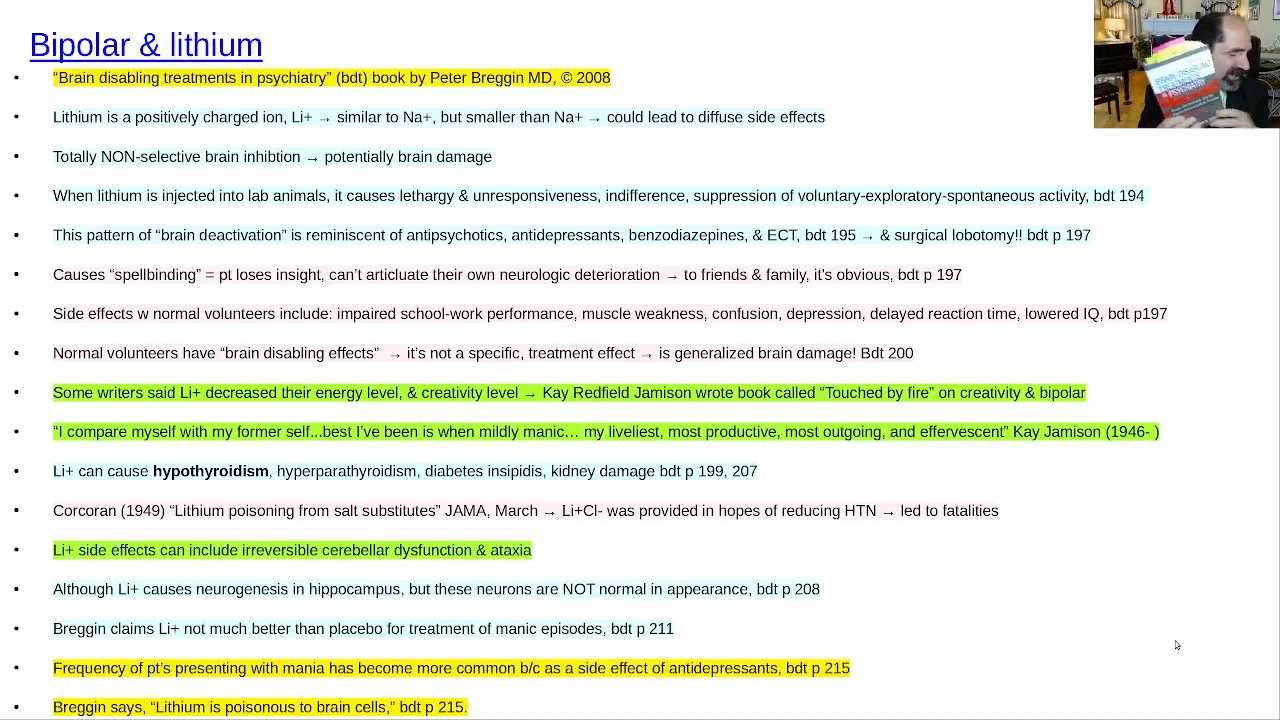 Bipolar & lithium
• “Brain disabling treatments in psychiatry” (bdt) book by Peter Breggin MD, © 2008
• Lithium is a positively charged ion, Li+ → similar to Na+, but smaller than Na+ → could lead to diffuse side effects
• Totally NON-selective brain inhibtion → potentially brain damage
• When lithium is injected into lab animals, it causes lethargy & unresponsiveness, indifference, suppression of voluntary-exploratory-spontaneous activity, bdt 194
• This pattern of “brain deactivation” is reminiscent of antipsychotics, antidepressants, benzodiazepines, & ECT, bdt 195 → & surgical lobotomy!! bdt p 197
• Causes “spellbinding” = pt loses insight, can’t articluate their own neurologic deterioration → to friends & family, it’s obvious, bdt p 197
• Side effects w normal volunteers include: impaired school-work performance, muscle weakness, confusion, depression, delayed reaction time, lowered IQ, bdt p197
• Normal volunteers have “brain disabling effects” → it’s not a specific, treatment effect → is generalized brain damage! Bdt 200
• Some writers said Li+ decreased their energy level, & creativity level → Kay Redfield Jamison wrote book called “Touched by fire” on creativity & bipolar
• “I compare myself with my former self...best I’ve been is when mildly manic… my liveliest, most productive, most outgoing, and effervescent” Kay Jamison (1946- )
• Li+ can cause hypothyroidism, hyperparathyroidism, diabetes insipidis, kidney damage bdt p 199, 207
• Corcoran (1949) “Lithium poisoning from salt substitutes” JAMA, March → Li+Cl- was provided in hopes of reducing HTN → led to fatalities
• Li+ side effects can include irreversible cerebellar dysfunction & ataxia
• Although Li+ causes neurogenesis in hippocampus, but these neurons are NOT normal in appearance, bdt p 208
• Breggin claims Li+ not much better than placebo for treatment of manic episodes, bdt p 211
• Frequency of pt’s presenting with mania has become more common b/c as a side effect of antidepressants, bdt p 215
• Breggin says, “Lithium is poisonous to brain cells,” bdt p 215.